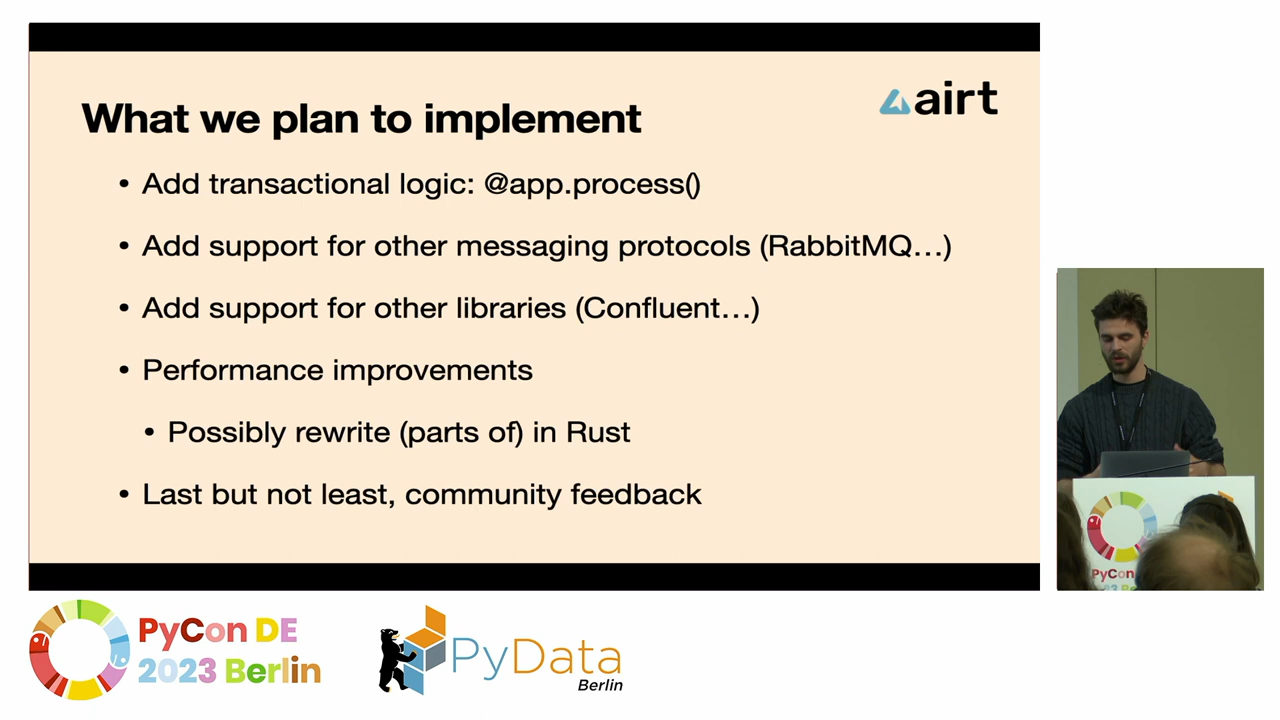 airt
What we plan to implement
• Add transactional logic: @app.process()
• Add support for other messaging protocols (RabbitMQ…)
• Add support for other libraries (Confluent…)
• Performance improvements
• Possibly rewrite (parts of) in Rust
• Last but not least, community feedback
PyCon DE
2023 Berlin
PyData
Berlin